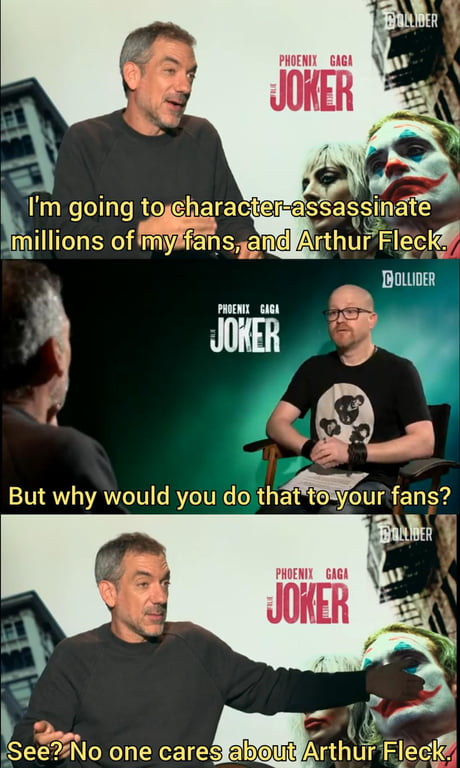 COLLIDER
PHOENIX GAGA
JOKER
I'm going to character-assassinate
millions of my fans, and Arthur Fleck.
COLLIDER
PHOENIX GAGA
JOKER
But why would you do that to your fans?
COLLIDER
PHOENIX GAGA
JOKER
See? No one cares about Arthur Fleck.